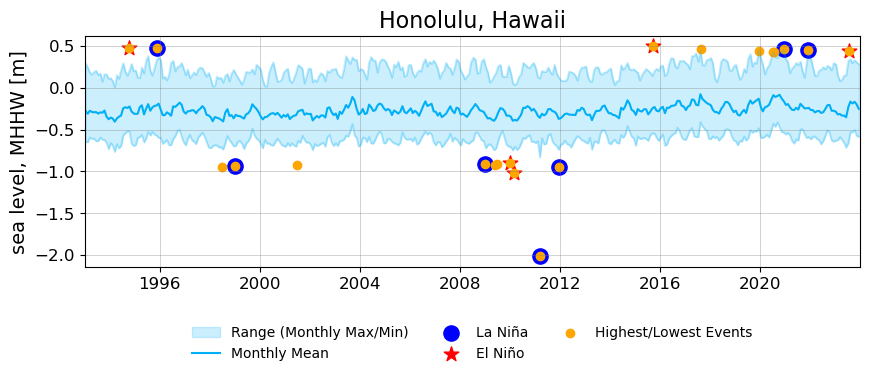 Honolulu, Hawaii
sea level, MHHW [m]
0.5
0.0
−0.5
−1.0
−1.5
−2.0
1996 2000 2004 2008 2012 2016 2020
Range (Monthly Max/Min) La Niña Highest/Lowest Events
Monthly Mean El Niño